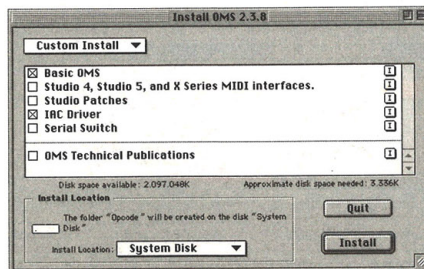 Install OMS 2.3.8
Custom Install
Basic OMS
Studio 4, Studio 5, and X Series MIDI interfaces.
Studio Patches
IAC Driver
Serial Switch
OMS Technical Publications
Disk space available: 2,097,048K Approximate disk space needed: 3,336K
Install Location
The folder "Opcode" will be created on the disk "System
Disk"
Install Location: System Disk
Quit
Install